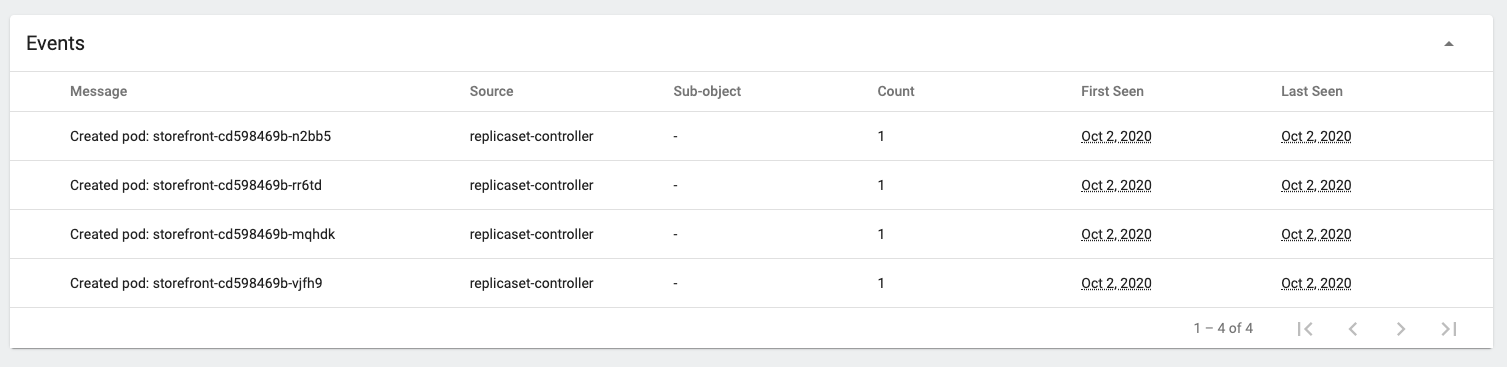 Events
Message Source Sub-object Count First Seen Last Seen
Created pod: storefront-cd598469b-n2bb5 replicaset-controller - 1 Oct 2, 2020 Oct 2, 2020
Created pod: storefront-cd598469b-rr6td replicaset-controller - 1 Oct 2, 2020 Oct 2, 2020
Created pod: storefront-cd598469b-mqhdk replicaset-controller - 1 Oct 2, 2020 Oct 2, 2020
Created pod: storefront-cd598469b-vjfh9 replicaset-controller - 1 Oct 2, 2020 Oct 2, 2020
1 – 4 of 4